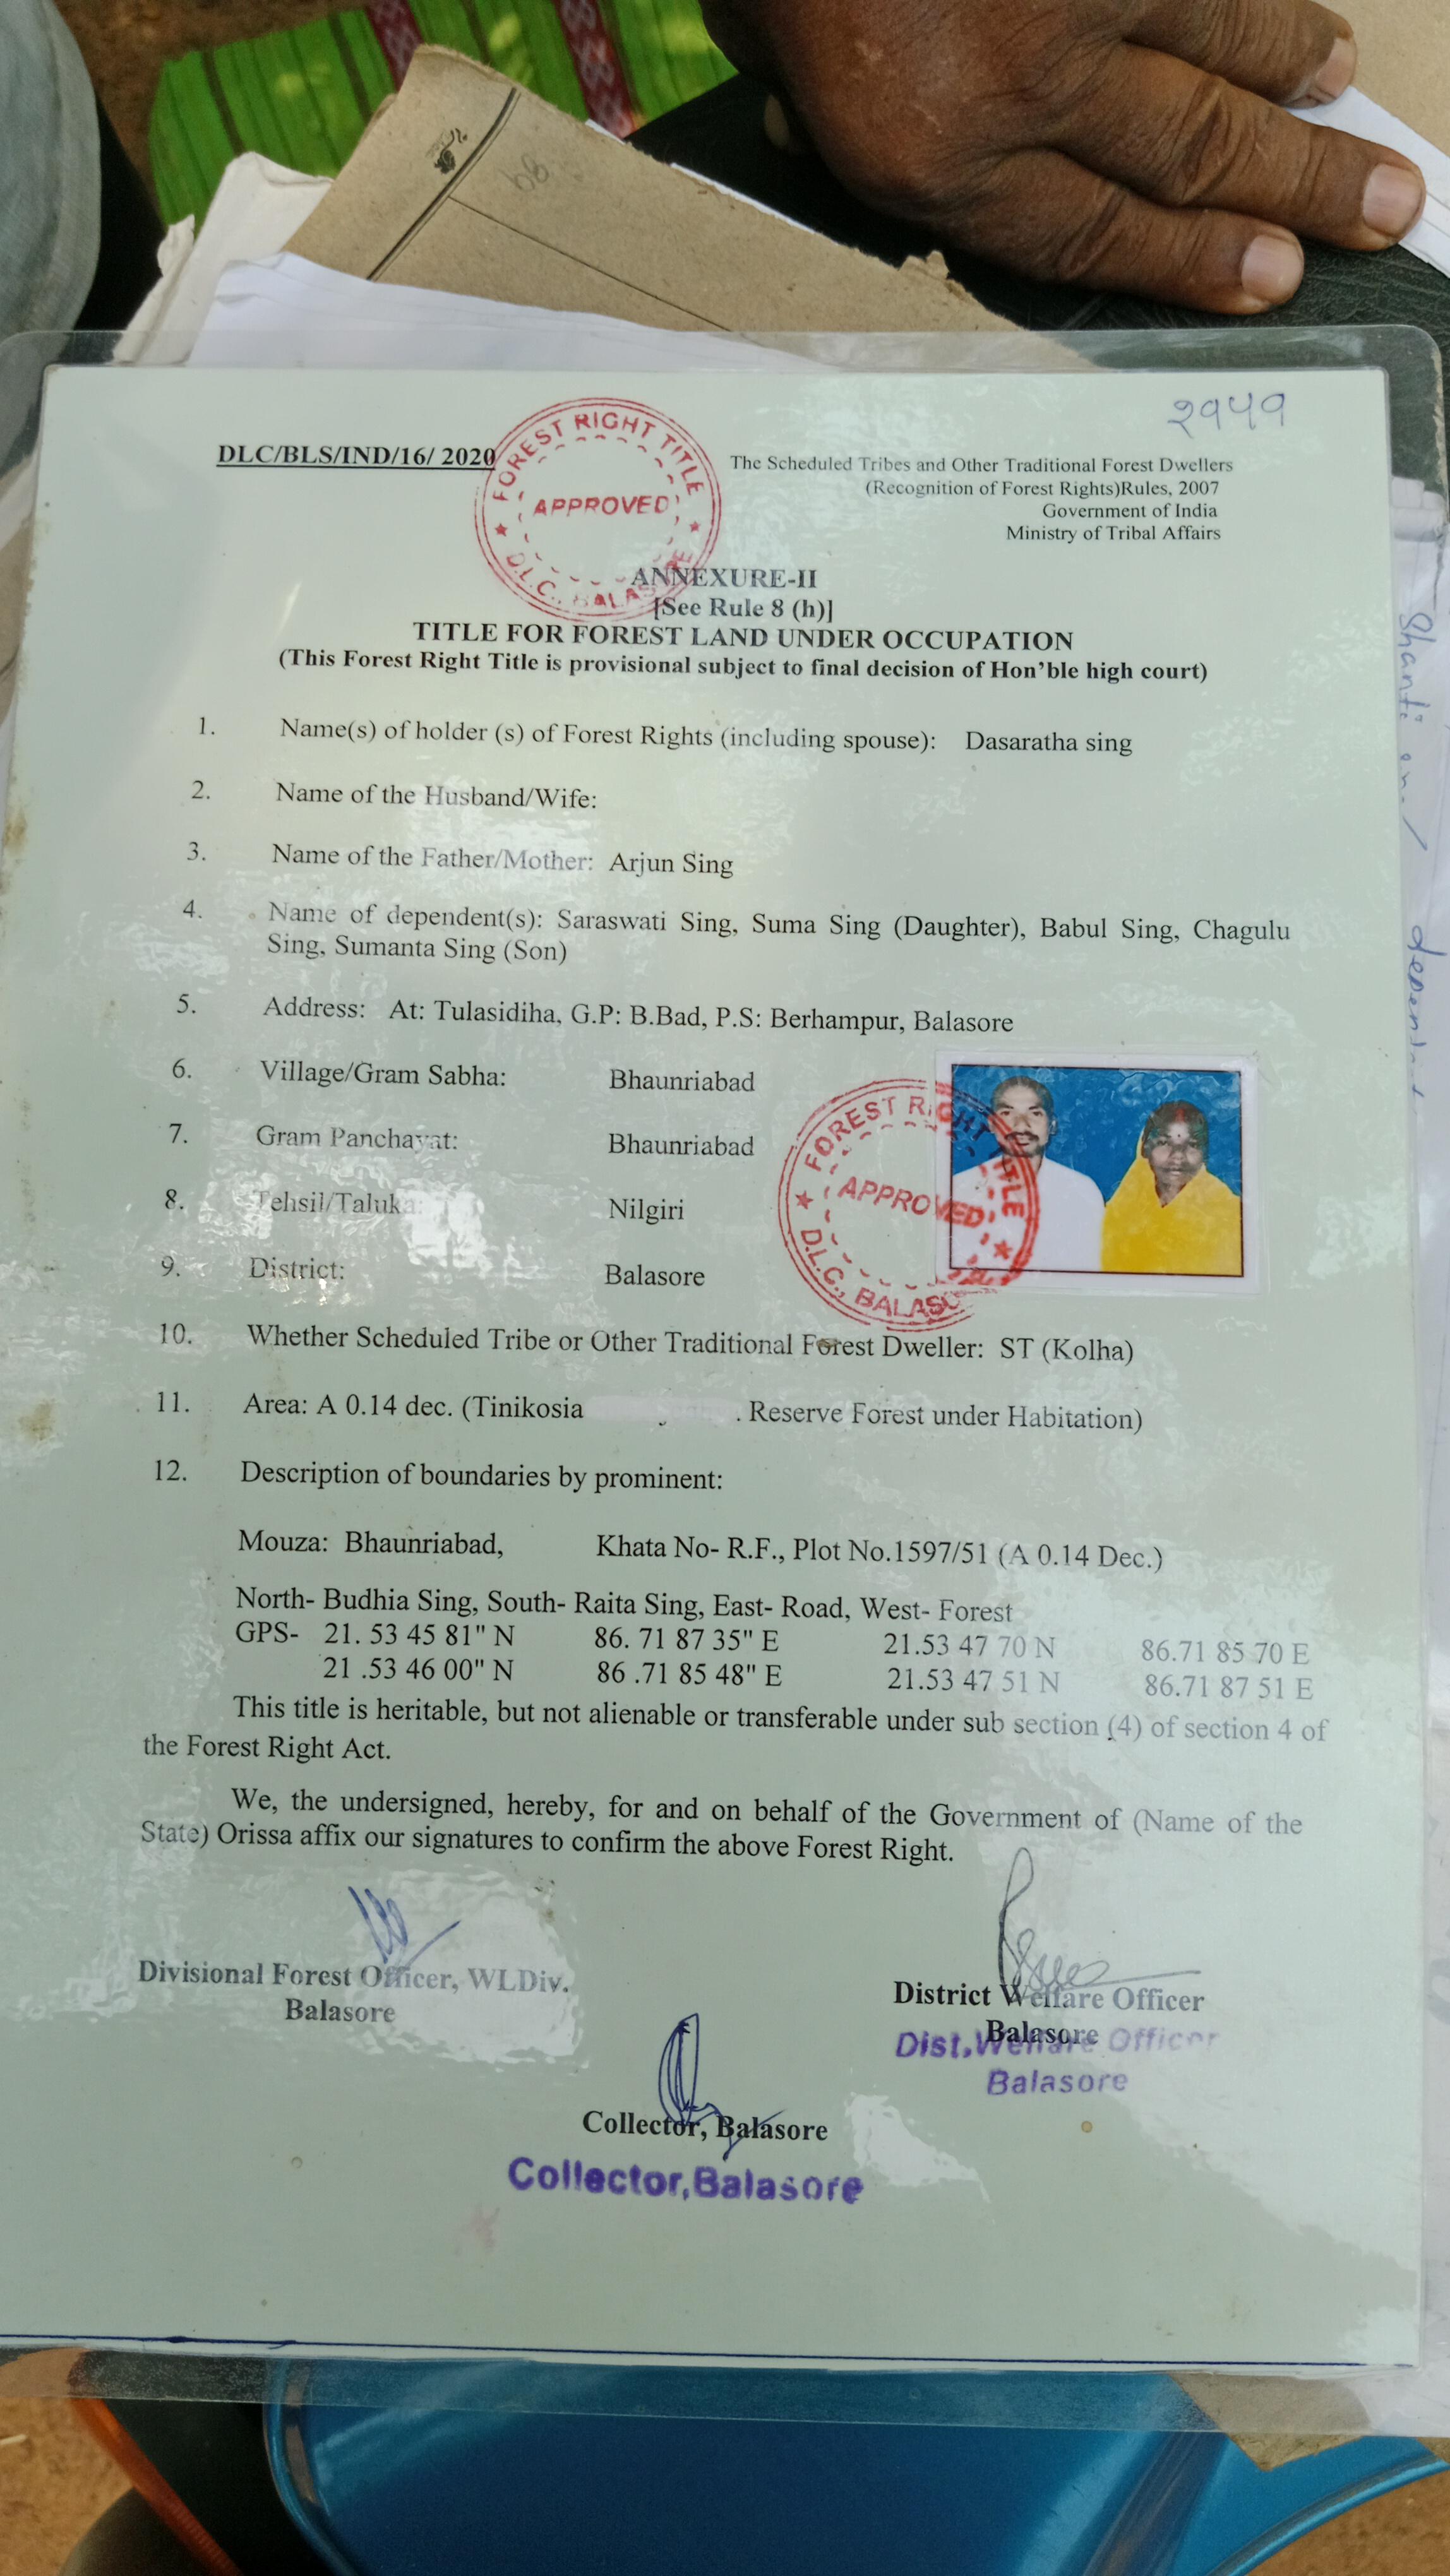 २१५१
DLC/BLS/IND/16/ 2020
FOREST RIGHT TITLE
APPROVED
D.L.C., BALASORE
The Scheduled Tribes and Other Traditional Forest Dwellers
(Recognition of Forest Rights)Rules, 2007
Government of India
Ministry of Tribal Affairs
ANNEXURE-II
[See Rule 8 (h)]
TITLE FOR FOREST LAND UNDER OCCUPATION
(This Forest Right Title is provisional subject to final decision of Hon'ble high court)
1. Name(s) of holder (s) of Forest Rights (including spouse): Dasaratha sing
2. Name of the Husband/Wife:
3. Name of the Father/Mother: Arjun Sing
4. Name of dependent(s): Saraswati Sing, Suma Sing (Daughter), Babul Sing, Chagulu
Sing, Sumanta Sing (Son)
5. Address: At: Tulasidiha, G.P: B.Bad, P.S: Berhampur, Balasore
6. Village/Gram Sabha: Bhaunriabad
7. Gram Panchayat: Bhaunriabad
8. Tehsil/Taluka: Nilgiri
9. District: Balasore
FOREST RIGHT TITLE
APPROVED
D.L.C., BALASO
10. Whether Scheduled Tribe or Other Traditional Forest Dweller: ST (Kolha)
11. Area: A 0.14 dec. (Tinikosia . Reserve Forest under Habitation)
12. Description of boundaries by prominent:
Mouza: Bhaunriabad, Khata No- R.F., Plot No.1597/51 (A 0.14 Dec.)
North- Budhia Sing, South- Raita Sing, East- Road, West- Forest
GPS- 21. 53 45 81" N 86. 71 87 35" E 21.53 47 70 N 86.71 85 70 E
21 .53 46 00" N 86 .71 85 48" E 21.53 47 51 N 86.71 87 51 E
This title is heritable, but not alienable or transferable under sub section (4) of section 4 of
the Forest Right Act.
We, the undersigned, hereby, for and on behalf of the Government of (Name of the
State) Orissa affix our signatures to confirm the above Forest Right.
Divisional Forest Officer, WLDiv.
Balasore
District Welfare Officer
Balasore
Dist.Welfare Officer
Balasore
Collector, Balasore
Collector,Balasore
Shanti